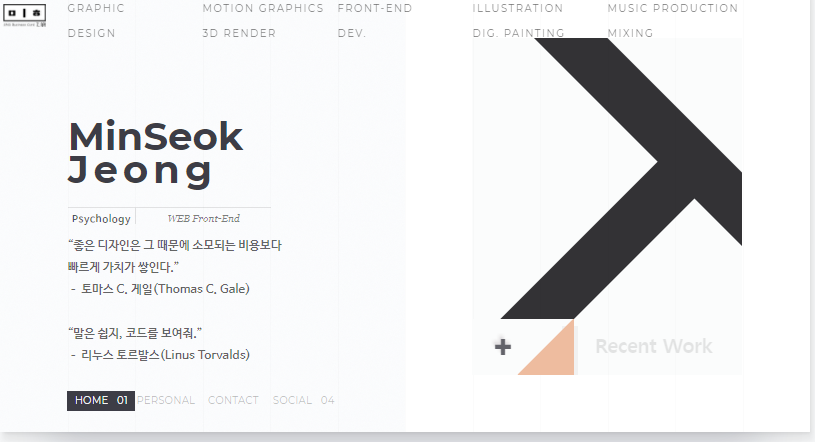 GRAPHIC
DESIGN
MOTION GRAPHICS
3D RENDER
FRONT-END
DEV.
ILLUSTRATION
DIG. PAINTING
MUSIC PRODUCTION
MIXING
MinSeok
Jeong
Psychology WEB Front-End
“좋은 디자인은 그 때문에 소모되는 비용보다
빠르게 가치가 쌓인다.”
- 토마스 C. 게일(Thomas C. Gale)
“말은 쉽지, 코드를 보여줘.”
- 리누스 토르발스(Linus Torvalds)
HOME 01 PERSONAL CONTACT SOCIAL 04
+ Recent Work